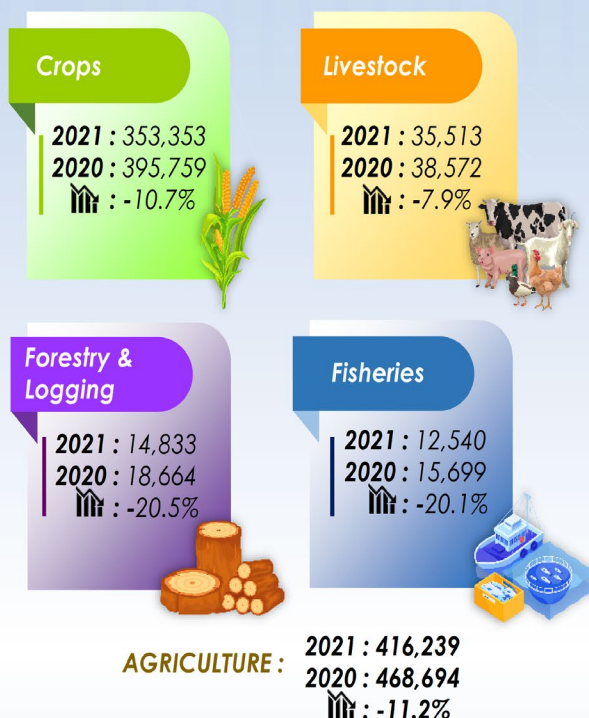 Crops
2021 : 353,353
2020 : 395,759
: -10.7%
Livestock
2021 : 35,513
2020 : 38,572
: -7.9%
Forestry &
Logging
2021 : 14,833
2020 : 18,664
: -20.5%
Fisheries
2021 : 12,540
2020 : 15,699
: -20.1%
AGRICULTURE :
2021 : 416,239
2020 : 468,694
: -11.2%